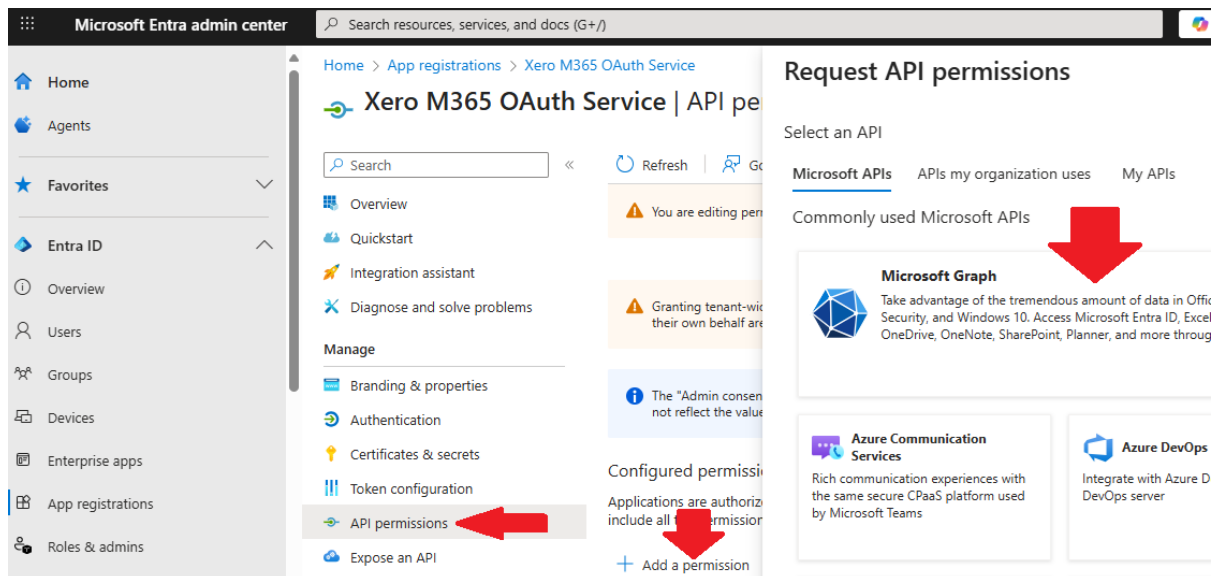 Microsoft Entra admin center
Search resources, services, and docs (G+/)
Home
Agents
Favorites
Entra ID
Overview
Users
Groups
Devices
Enterprise apps
App registrations
Roles & admins
Home > App registrations > Xero M365 OAuth Service
Xero M365 OAuth Service | API pe
Search
«
Overview
Quickstart
Integration assistant
Diagnose and solve problems
Manage
Branding & properties
Authentication
Certificates & secrets
Token configuration
API permissions
Expose an API
Refresh
Go
You are editing per
Granting tenant-wid
their own behalf are
The "Admin consen
not reflect the value
Configured permissi
Applications are authorize
include all
+ Add a permission
Request API permissions
Select an API
Microsoft APIs APIs my organization uses My APIs
Commonly used Microsoft APIs
Microsoft Graph
Take advantage of the tremendous amount of data in Offic
Security, and Windows 10. Access Microsoft Entra ID, Excel
OneDrive, OneNote, SharePoint, Planner, and more throug
Azure Communication
Services
Rich communication experiences with
the same secure CPaaS platform used
by Microsoft Teams
Azure DevOps
Integrate with Azure D
DevOps server